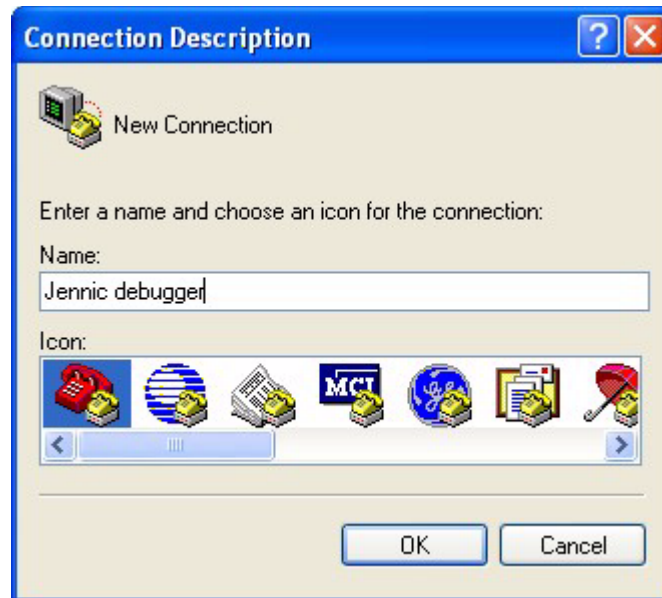 Connection Description
New Connection
Enter a name and choose an icon for the connection:
Name:
Jennic debugger
Icon:
MCI
OK
Cancel